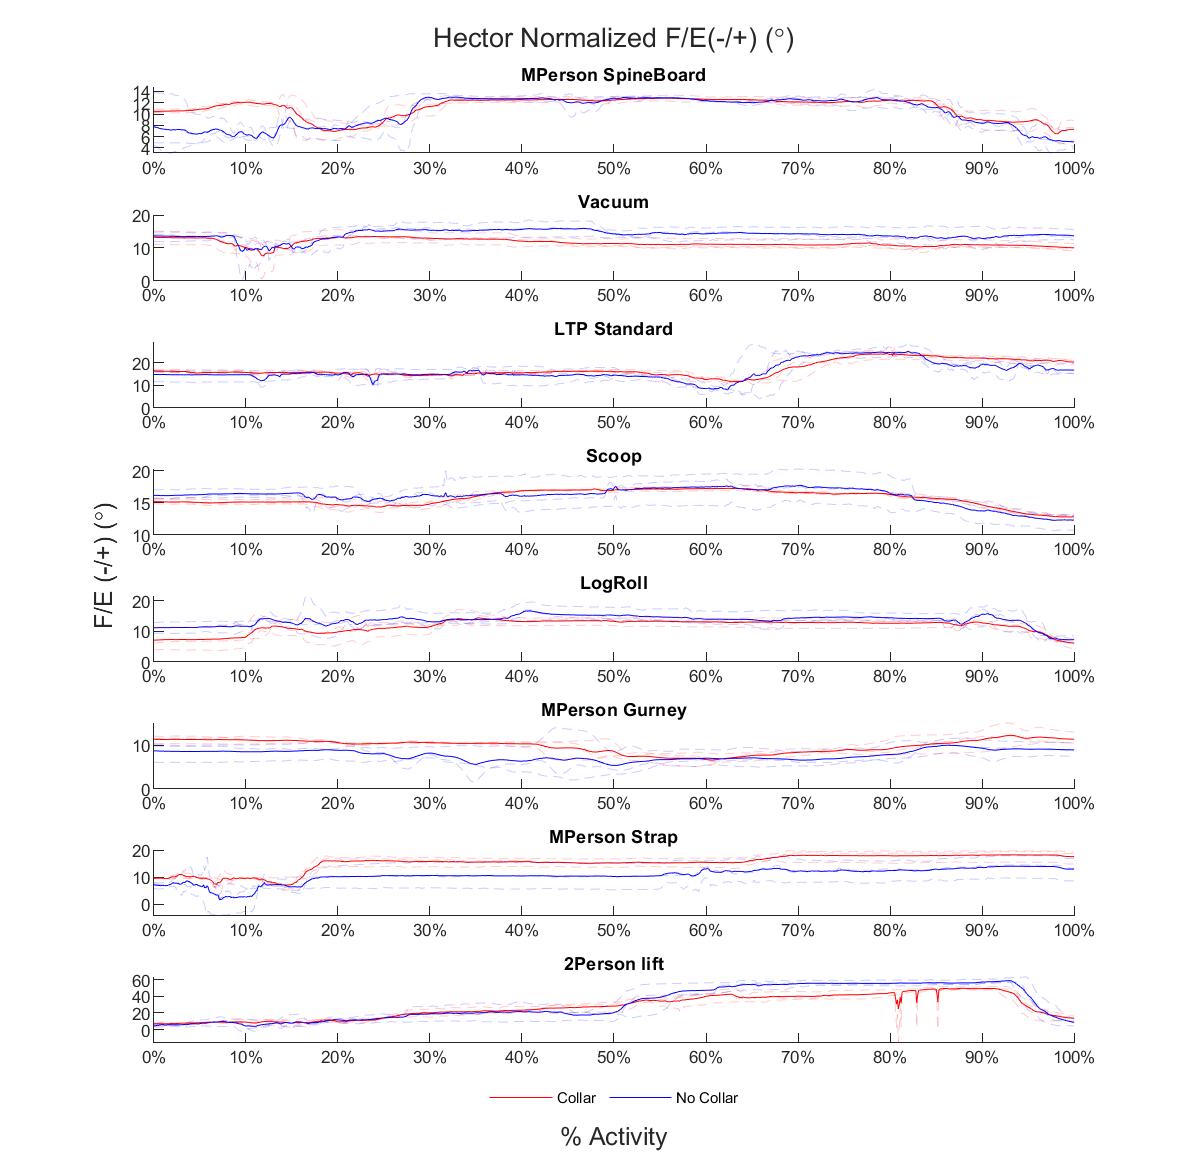 Hector Normalized F/E(-/+) (°)
MPerson SpineBoard
14
12
10
8
6
4
0% 10% 20% 30% 40% 50% 60% 70% 80% 90% 100%
Vacuum
20
10
0
0% 10% 20% 30% 40% 50% 60% 70% 80% 90% 100%
LTP Standard
20
10
0
0% 10% 20% 30% 40% 50% 60% 70% 80% 90% 100%
Scoop
20
15
10
0% 10% 20% 30% 40% 50% 60% 70% 80% 90% 100%
F/E (-/+) (°)
LogRoll
20
10
0
0% 10% 20% 30% 40% 50% 60% 70% 80% 90% 100%
MPerson Gurney
10
0
0% 10% 20% 30% 40% 50% 60% 70% 80% 90% 100%
MPerson Strap
20
10
0
0% 10% 20% 30% 40% 50% 60% 70% 80% 90% 100%
2Person lift
60
40
20
0
0% 10% 20% 30% 40% 50% 60% 70% 80% 90% 100%
Collar No Collar
% Activity